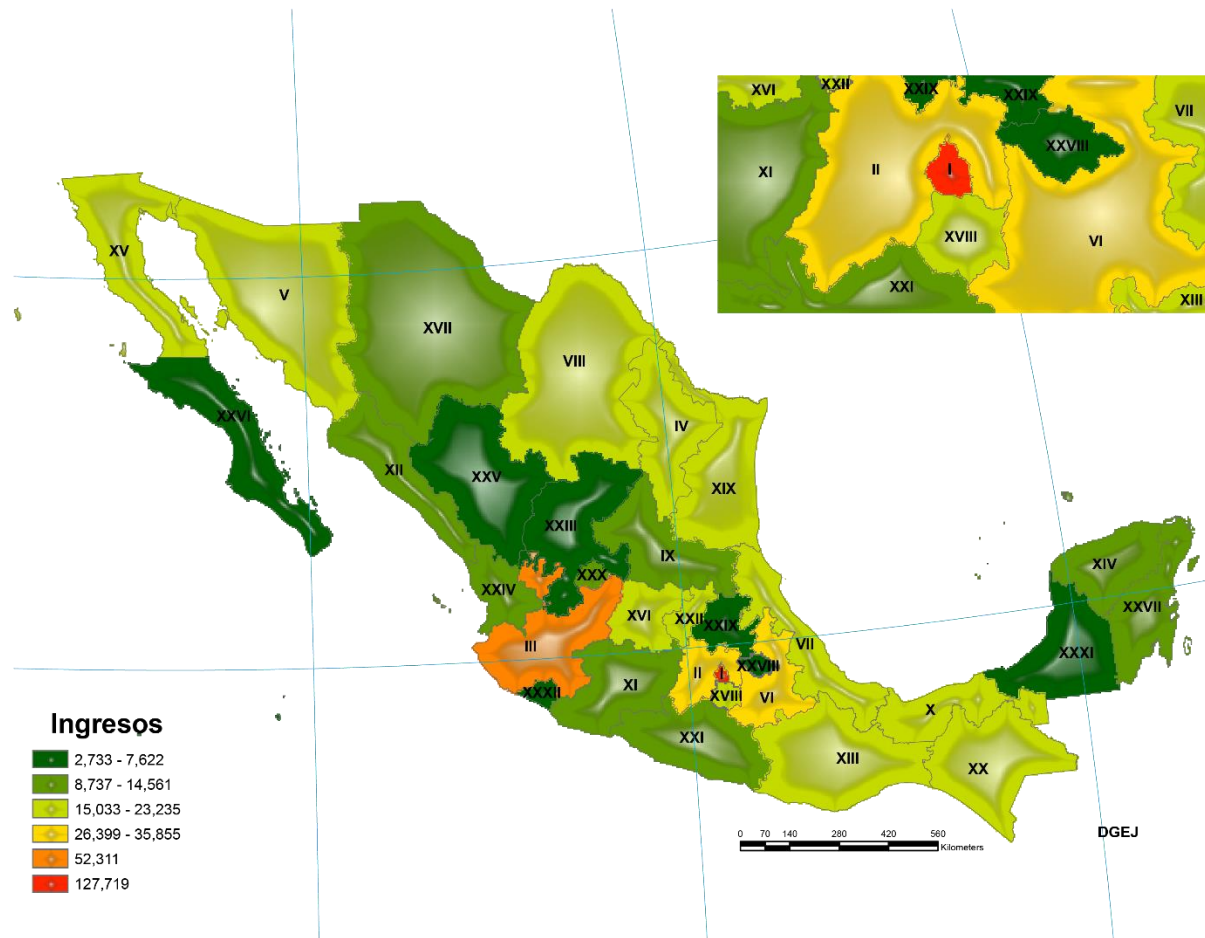 XVI
XXII
XXIX
XXIX
VII
XXVIII
XI
II
I
XVIII
VI
XXI
XIII
XV
V
XVII
VIII
IV
XXVI
XII
XXV
XIX
XXIII
IX
XXX
XXIV
XIV
XXVII
XVI
XXII
XXIX
III
VII
XXXI
XXVIII
II
I
XI
XVIII
VI
XXXII
X
XXI
XIII
XX
Ingresos
2,733 - 7,622
8,737 - 14,561
15,033 - 23,235
26,399 - 35,855
52,311
127,719
DGEJ
0 70 140 280 420 560
Kilometers